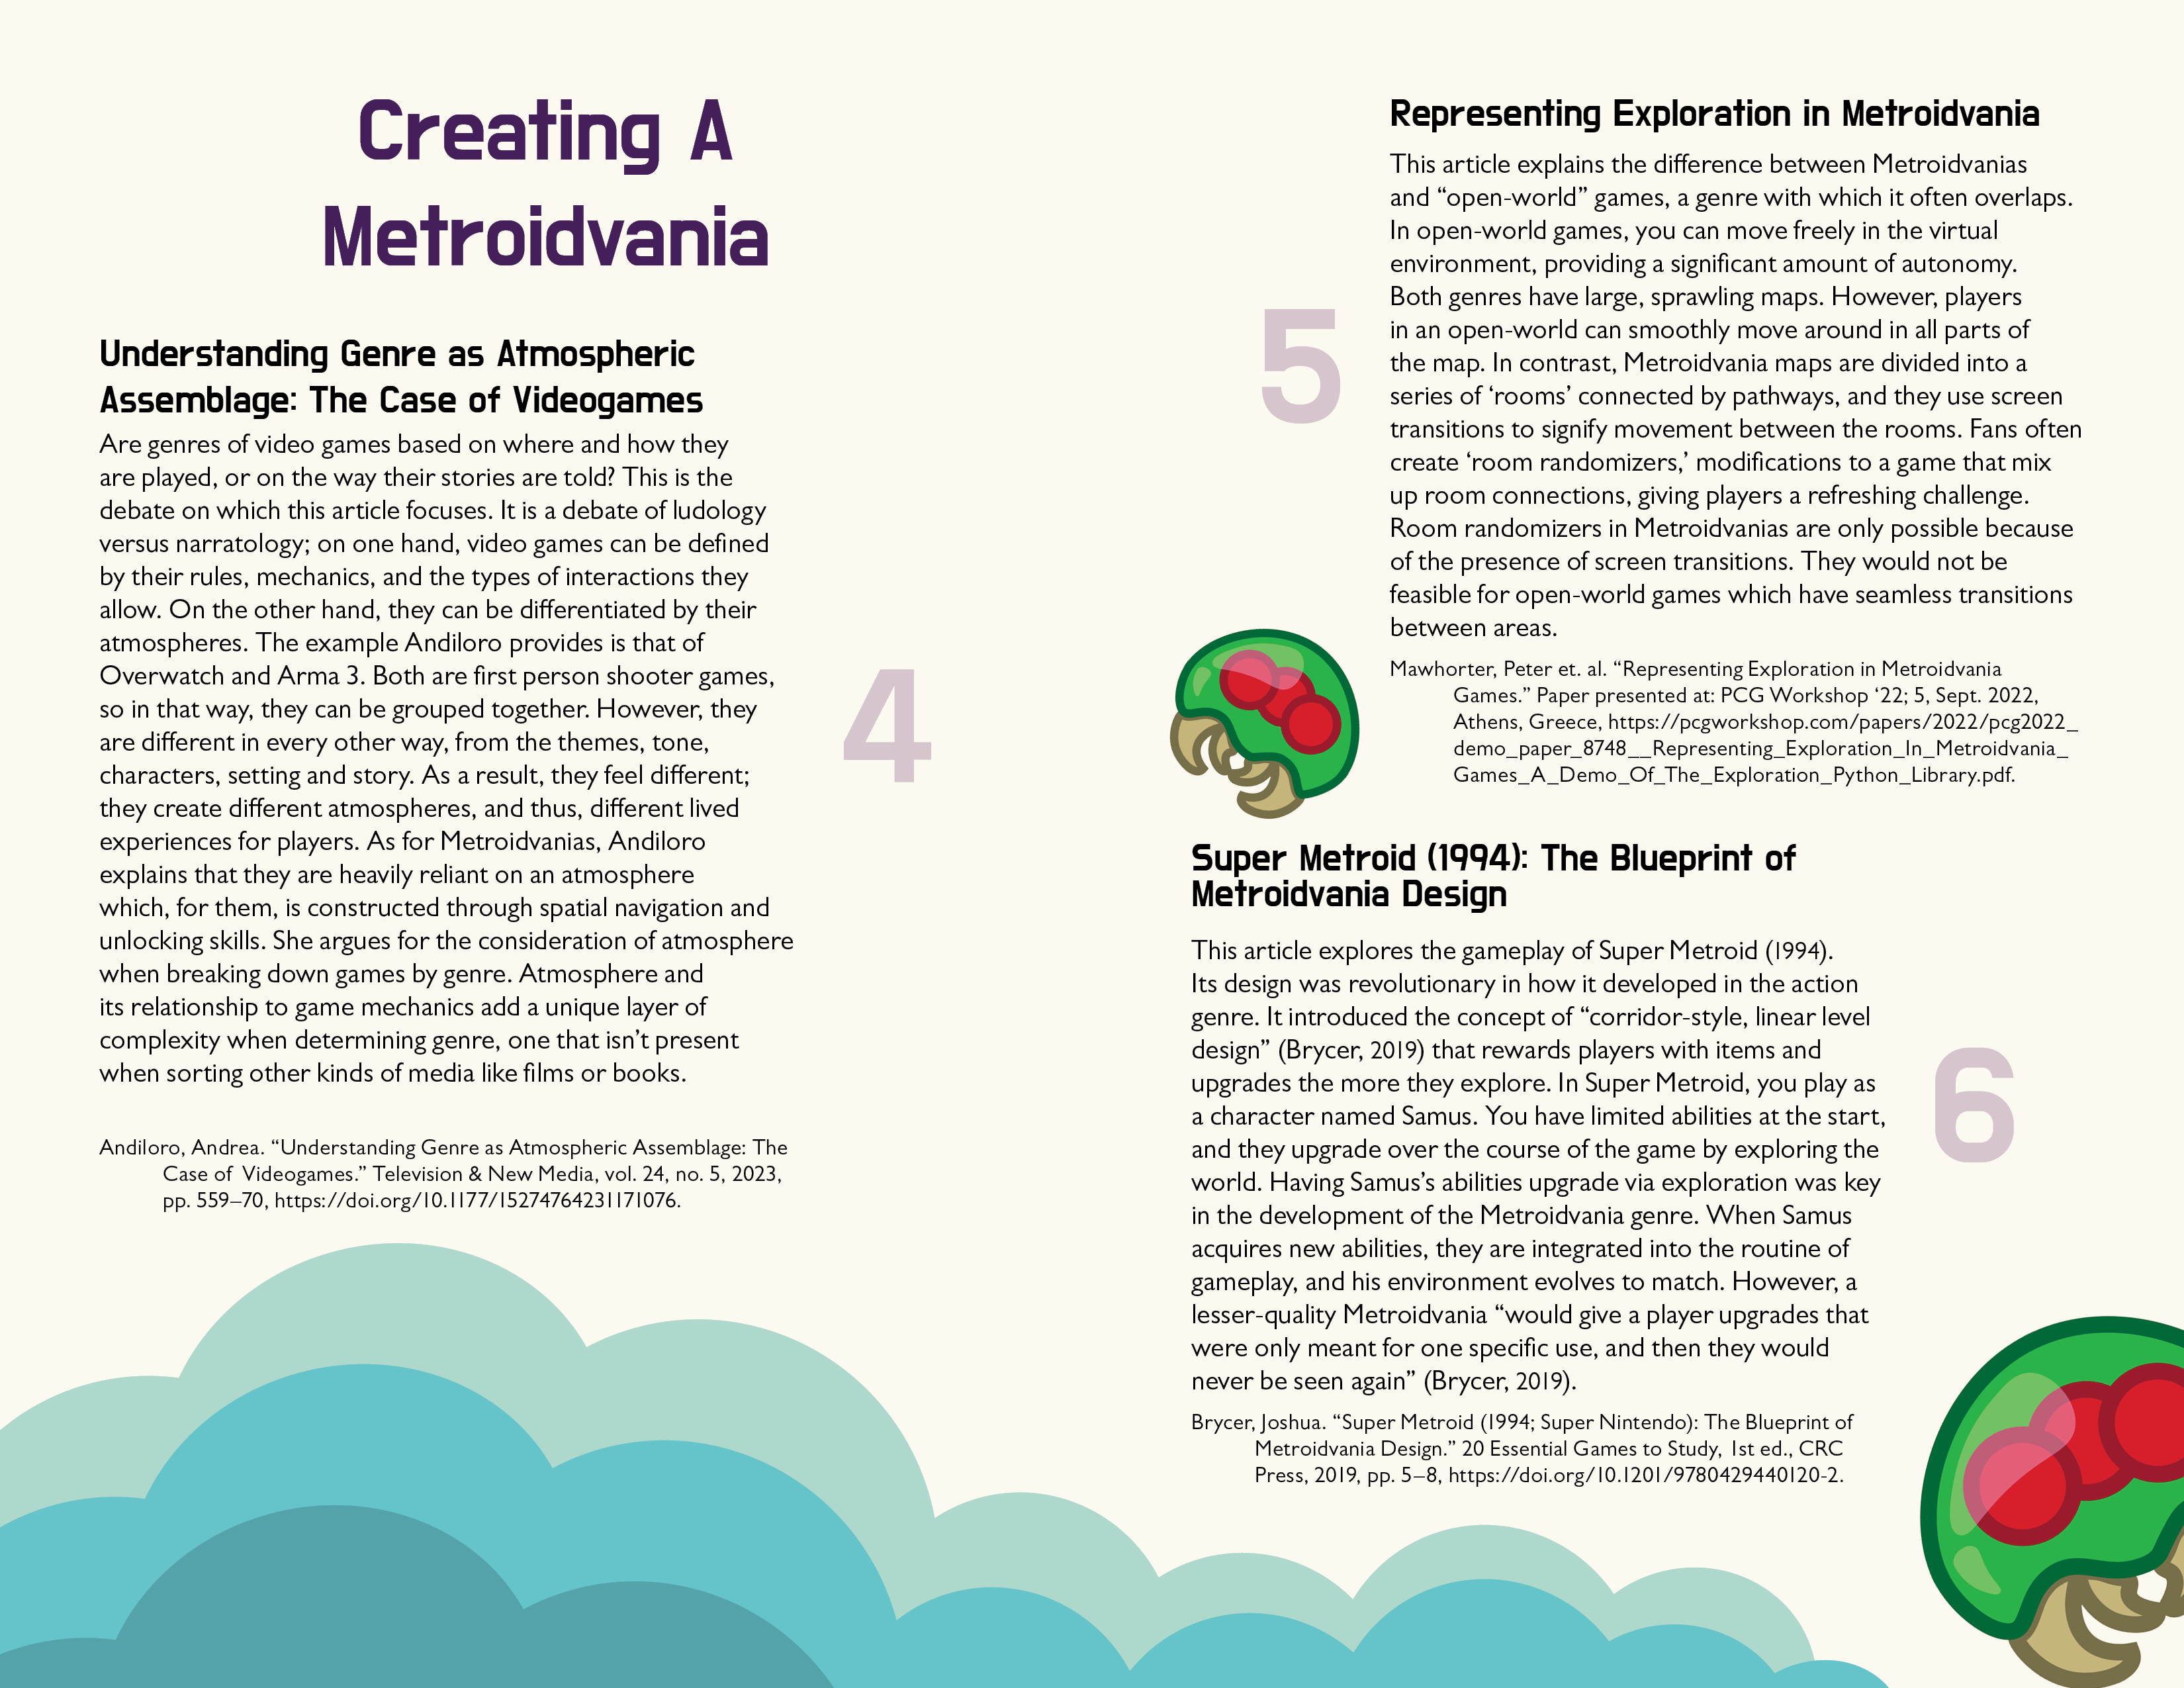 Creating A
Metroidvania
Understanding Genre as Atmospheric
Assemblage: The Case of Videogames
Are genres of video games based on where and how they
are played, or on the way their stories are told? This is the
debate on which this article focuses. It is a debate of ludology
versus narratology; on one hand, video games can be defined
by their rules, mechanics, and the types of interactions they
allow. On the other hand, they can be differentiated by their
atmospheres. The example Andiloro provides is that of
Overwatch and Arma 3. Both are first person shooter games,
so in that way, they can be grouped together. However, they
are different in every other way, from the themes, tone,
characters, setting and story. As a result, they feel different;
they create different atmospheres, and thus, different lived
experiences for players. As for Metroidvanias, Andiloro
explains that they are heavily reliant on an atmosphere
which, for them, is constructed through spatial navigation and
unlocking skills. She argues for the consideration of atmosphere
when breaking down games by genre. Atmosphere and
its relationship to game mechanics add a unique layer of
complexity when determining genre, one that isn’t present
when sorting other kinds of media like films or books.
Andiloro, Andrea. “Understanding Genre as Atmospheric Assemblage: The
Case of Videogames.” Television & New Media, vol. 24, no. 5, 2023,
pp. 559–70, https://doi.org/10.1177/15274764231171076.
4
Representing Exploration in Metroidvania
This article explains the difference between Metroidvanias
and “open-world” games, a genre with which it often overlaps.
In open-world games, you can move freely in the virtual
environment, providing a significant amount of autonomy.
Both genres have large, sprawling maps. However, players
in an open-world can smoothly move around in all parts of
the map. In contrast, Metroidvania maps are divided into a
series of ‘rooms’ connected by pathways, and they use screen
transitions to signify movement between the rooms. Fans often
create ‘room randomizers,’ modifications to a game that mix
up room connections, giving players a refreshing challenge.
Room randomizers in Metroidvanias are only possible because
of the presence of screen transitions. They would not be
feasible for open-world games which have seamless transitions
between areas.
Mawhorter, Peter et. al. “Representing Exploration in Metroidvania
Games.” Paper presented at: PCG Workshop ‘22; 5, Sept. 2022,
Athens, Greece, https://pcgworkshop.com/papers/2022/pcg2022_
demo_paper_8748__Representing_Exploration_In_Metroidvania_
Games_A_Demo_Of_The_Exploration_Python_Library.pdf.
5
Super Metroid (1994): The Blueprint of
Metroidvania Design
This article explores the gameplay of Super Metroid (1994).
Its design was revolutionary in how it developed in the action
genre. It introduced the concept of “corridor-style, linear level
design” (Brycer, 2019) that rewards players with items and
upgrades the more they explore. In Super Metroid, you play as
a character named Samus. You have limited abilities at the start,
and they upgrade over the course of the game by exploring the
world. Having Samus’s abilities upgrade via exploration was key
in the development of the Metroidvania genre. When Samus
acquires new abilities, they are integrated into the routine of
gameplay, and his environment evolves to match. However, a
lesser-quality Metroidvania “would give a player upgrades that
were only meant for one specific use, and then they would
never be seen again” (Brycer, 2019).
Brycer, Joshua. “Super Metroid (1994; Super Nintendo): The Blueprint of
Metroidvania Design.” 20 Essential Games to Study, 1st ed., CRC
Press, 2019, pp. 5–8, https://doi.org/10.1201/9780429440120-2.
6